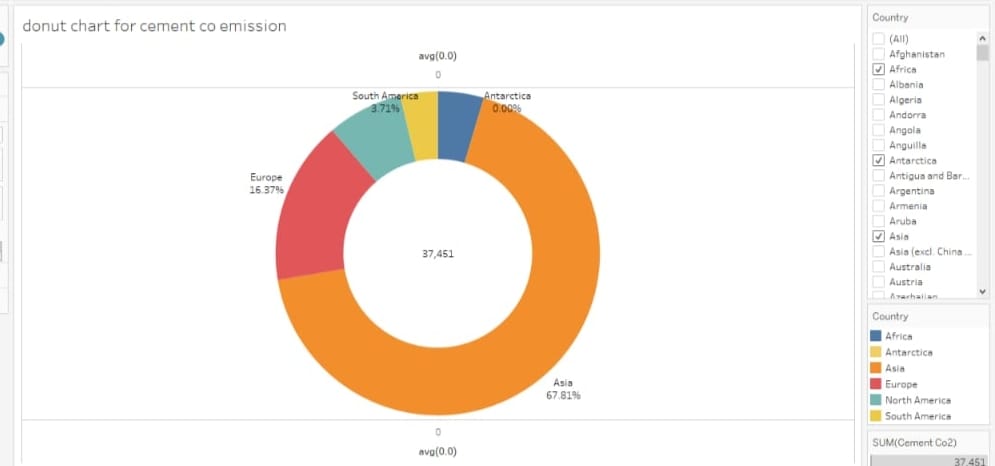 donut chart for cement co emission
avg(0.0)
0
South America
3.71%
Antarctica
0.00%
Europe
16.37%
37,451
Asia
67.81%
0
avg(0.0)
Country
(All)
Afghanistan
Africa
Albania
Algeria
Andorra
Angola
Anguilla
Antarctica
Antigua and Bar...
Argentina
Armenia
Aruba
Asia
Asia (excl. China ...
Australia
Austria
Azerbaijan
Country
Africa
Antarctica
Asia
Europe
North America
South America
SUM(Cement Co2)
37,451